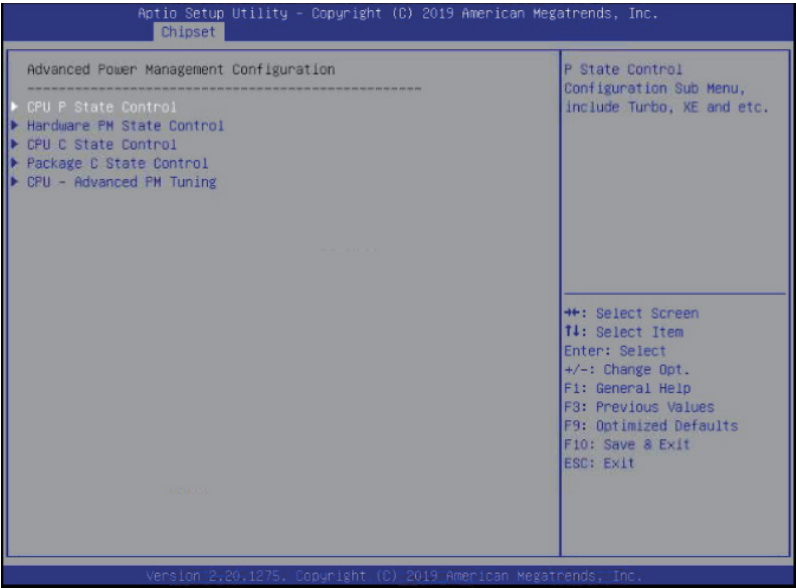 Aptio Setup Utility - Copyright (C) 2019 American Megatrends, Inc.
Chipset
Advanced Power Management Configuration
--------------------------------------------------
CPU P State Control
Hardware PM State Control
CPU C State Control
Package C State Control
CPU - Advanced PM Tuning
P State Control
Configuration Sub Menu,
include Turbo, XE and etc.
→←: Select Screen
↑↓: Select Item
Enter: Select
+/-: Change Opt.
F1: General Help
F3: Previous Values
F9: Optimized Defaults
F10: Save & Exit
ESC: Exit
Version 2.20.1275. Copyright (C) 2019 American Megatrends, Inc.